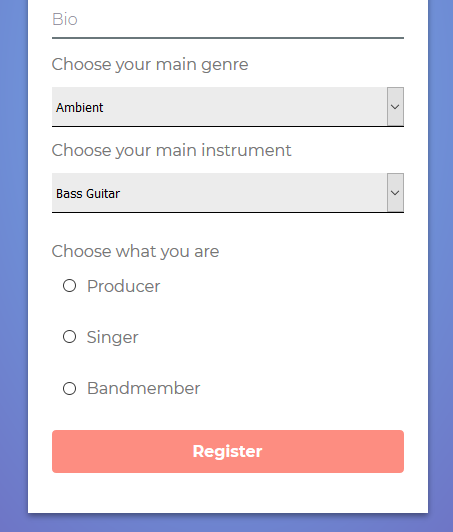 Bio
Choose your main genre
Ambient
Choose your main instrument
Bass Guitar
Choose what you are
Producer
Singer
Bandmember
Register